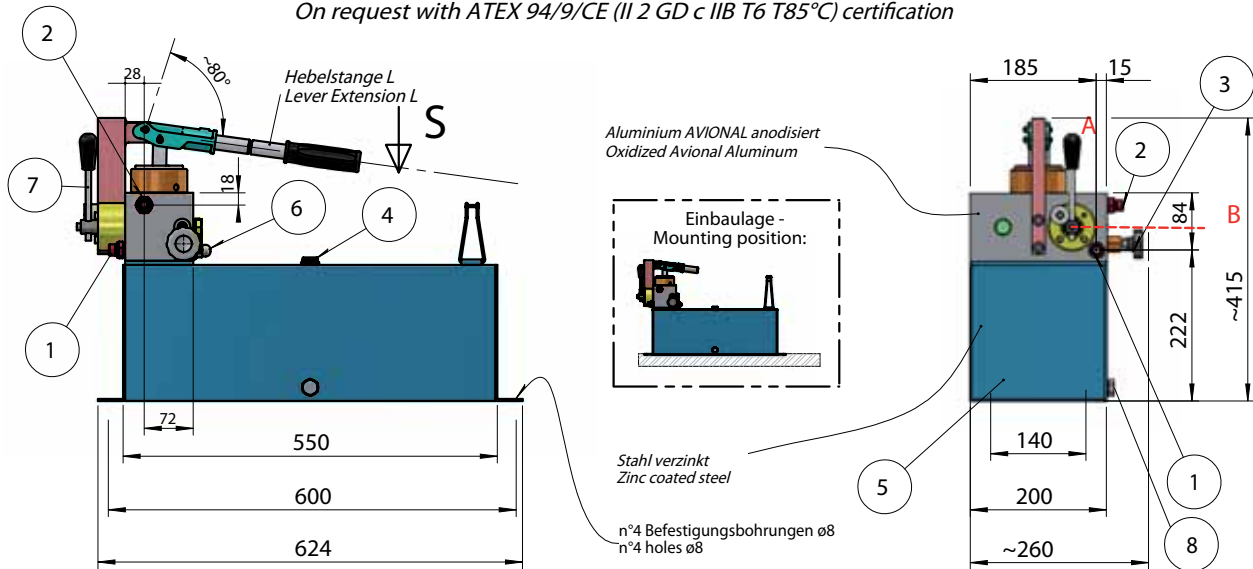 On request with ATEX 94/9/CE (II 2 GD c IIB T6 T85°C) certification
2
28
~80°
Hebelstange L
Lever Extension L
S
7
18
6
4
1
72
550
600
624
Aluminium AVIONAL anodisiert
Oxidized Avional Aluminum
Einbaulage -
Mounting position:
Stahl verzinkt
Zinc coated steel
n°4 Befestigungsbohrungen ø8
n°4 holes ø8
185
15
3
A
2
84
B
~415
222
140
5
1
200
~260
8